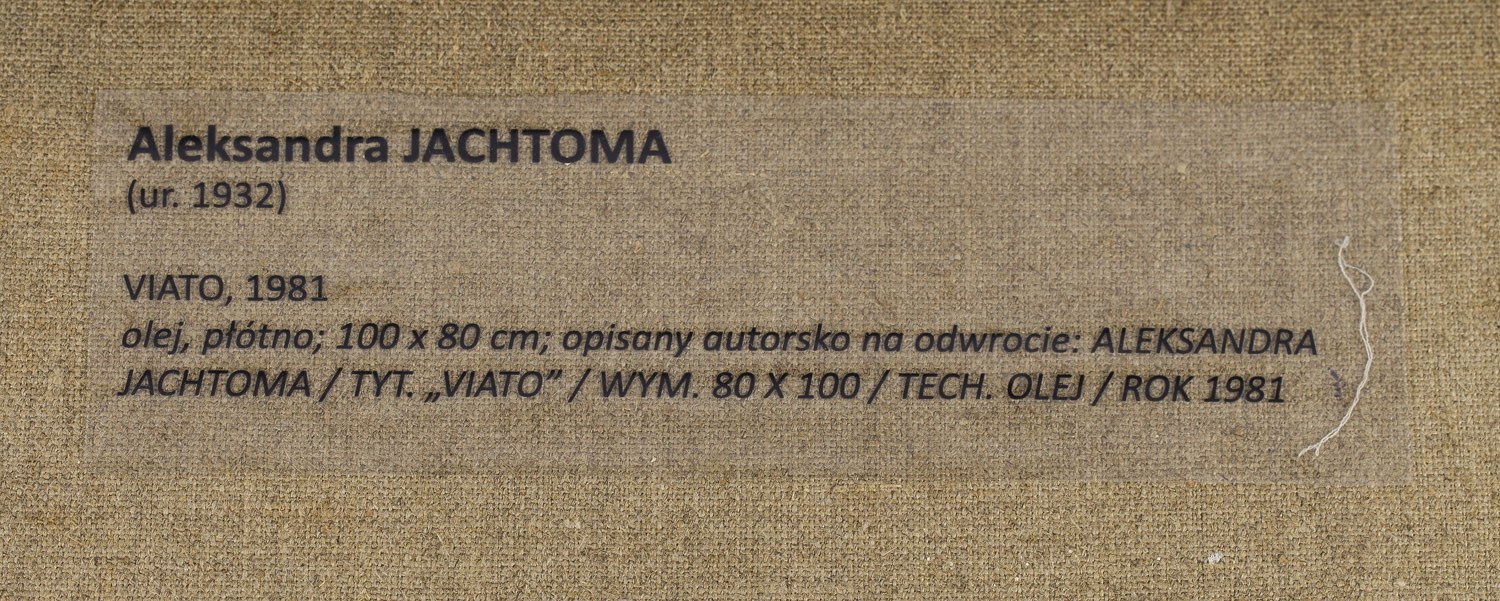 Aleksandra JACHTOMA
(ur. 1932)
VIATO, 1981
olej, płótno; 100 x 80 cm; opisany autorsko na odwrocie: ALEKSANDRA
JACHTOMA / TYT. „VIATO” / WYM. 80 X 100 / TECH. OLEJ / ROK 1981